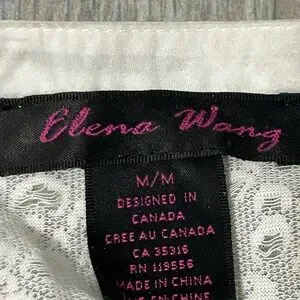 Elena Wang
M/M
DESIGNED IN
CANADA
CREE AU CANADA
CA 35316
RN 119556
MADE IN CHINA